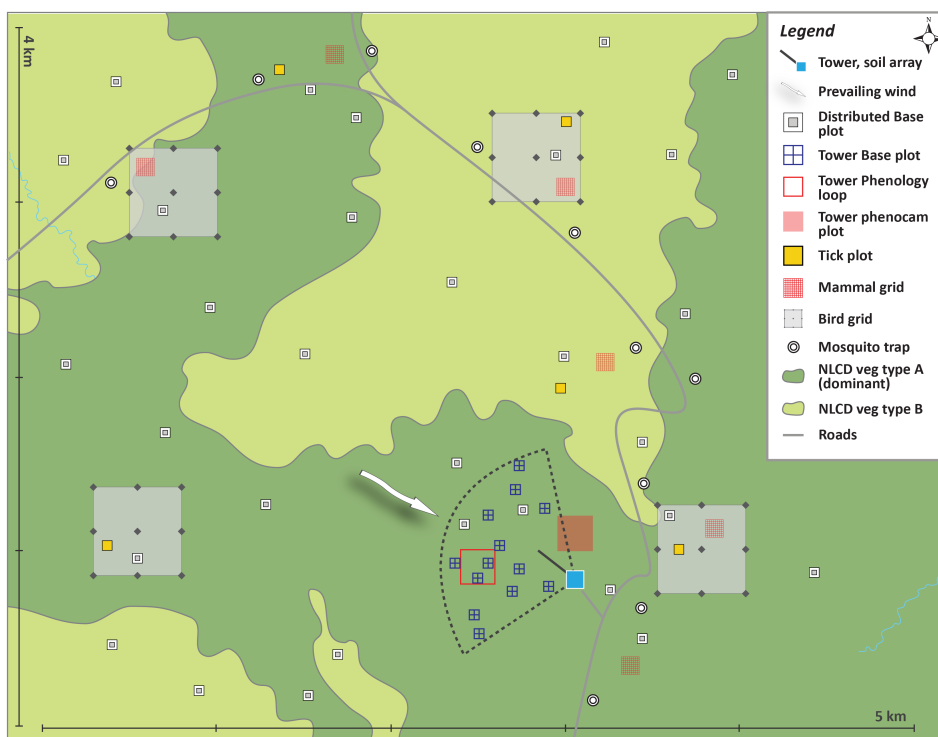 4 km
Legend
N
Tower, soil array
Prevailing wind
Distributed Base
plot
Tower Base plot
Tower Phenology
loop
Tower phenocam
plot
Tick plot
Mammal grid
Bird grid
Mosquito trap
NLCD veg type A
(dominant)
NLCD veg type B
Roads
5 km